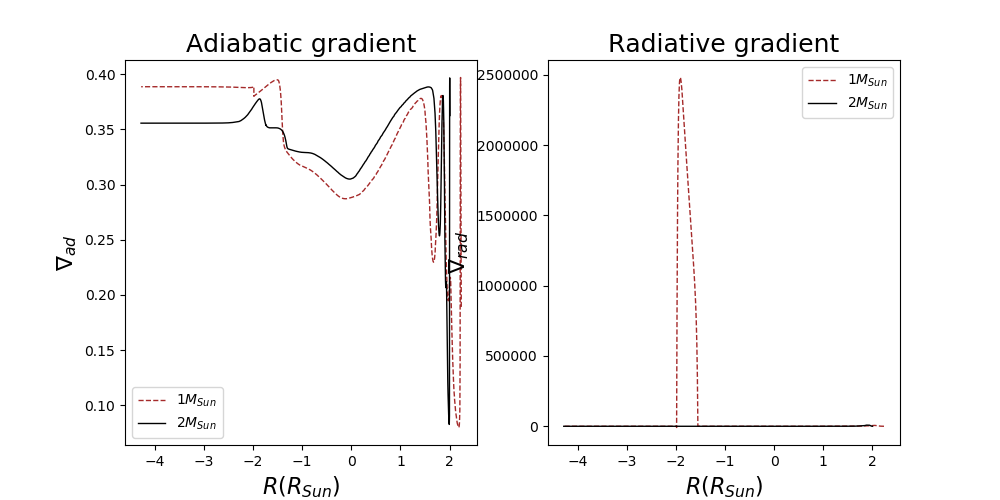 Adiabatic gradient
0.40
0.35
0.30
0.25
0.20
0.15
0.10
∇ad
−4 −3 −2 −1 0 1 2
R(RSun)
1MSun
2MSun
Radiative gradient
2500000
2000000
1500000
1000000
500000
0
∇rad
−4 −3 −2 −1 0 1 2
R(RSun)
1MSun
2MSun